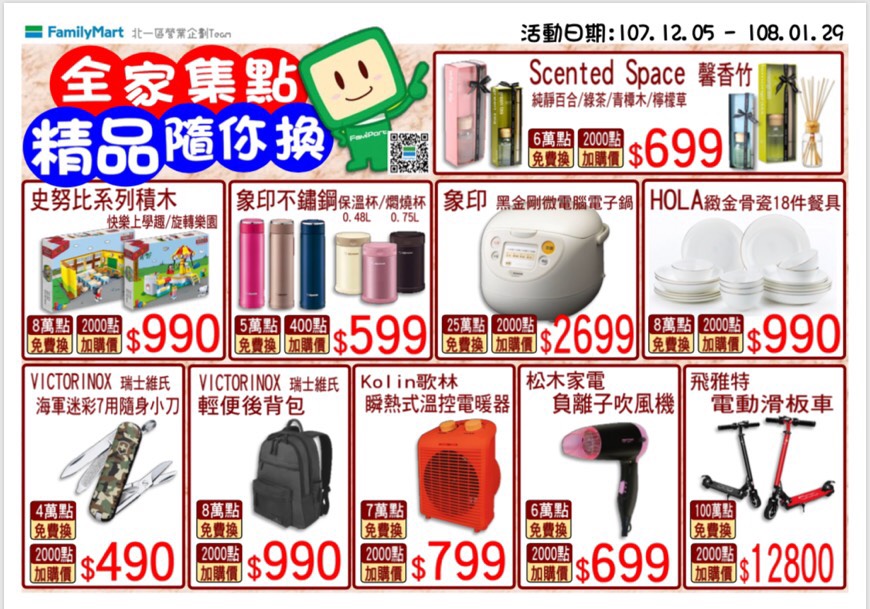 FamilyMart 北一區營業企劃Team
活動日期:107.12.05 - 108.01.29
全家集點
精品隨你換
FamiPort
Scented Space 馨香竹
純靜百合/綠茶/青樟木/檸檬草
6萬點 免費換
2000點 加購價 $699
史努比系列積木
快樂上學趣/旋轉樂園
8萬點 免費換
2000點 加購價 $990
象印不鏽鋼保溫杯/燜燒杯
0.48L 0.75L
5萬點 免費換
400點 加購價 $599
象印 黑金剛微電腦電子鍋
25萬點 免費換
2000點 加購價 $2699
HOLA緻金骨瓷18件餐具
8萬點 免費換
2000點 加購價 $990
VICTORINOX 瑞士維氏
海軍迷彩7用隨身小刀
4萬點 免費換
2000點 加購價 $490
VICTORINOX 瑞士維氏
輕便後背包
8萬點 免費換
2000點 加購價 $990
Kolin歌林
瞬熱式溫控電暖器
7萬點 免費換
2000點 加購價 $799
松木家電
負離子吹風機
6萬點 免費換
2000點 加購價 $699
飛雅特
電動滑板車
100萬點 免費換
2000點 加購價 $12800